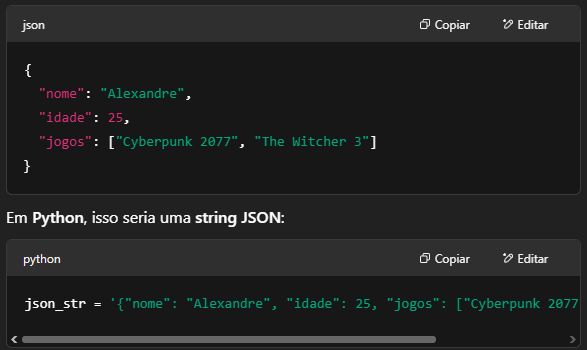 json Copiar Editar
{
  "nome": "Alexandre",
  "idade": 25,
  "jogos": ["Cyberpunk 2077", "The Witcher 3"]
}
Em Python, isso seria uma string JSON:
python Copiar Editar
json_str = '{"nome": "Alexandre", "idade": 25, "jogos": ["Cyberpunk 2077